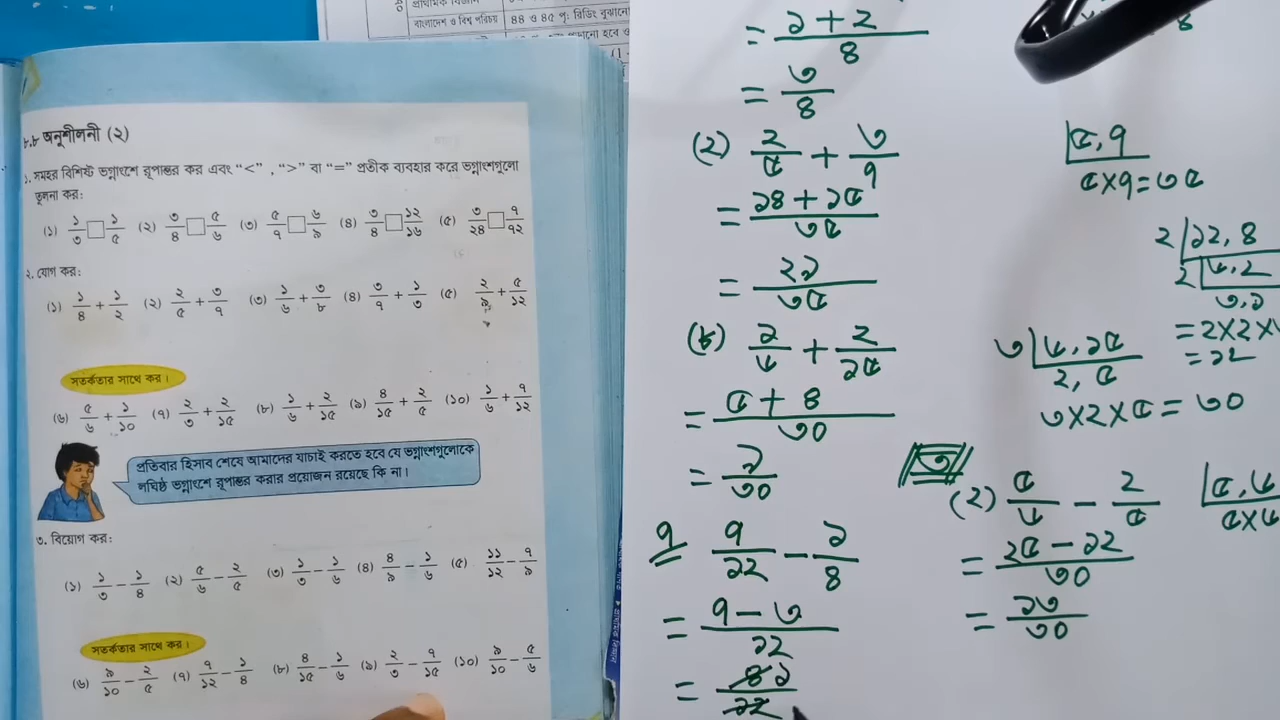 প্রাথমিক বিজ্ঞান
বাংলাদেশ ও বিশ্ব পরিচয় ৪৪ ও ৪৫ পৃ: রিডিং
৮.৮ অনুশীলনী (২)
১. সমহর বিশিষ্ট ভগ্নাংশে রূপান্তর কর এবং “<” , “>” বা “=” প্রতীক ব্যবহার করে ভগ্নাংশগুলো
তুলনা কর:
(১) ১/৩ □ ১/৫ (২) ৩/৪ □ ৫/৬ (৩) ৫/৭ □ ৬/৯ (৪) ৩/৪ □ ১২/১৬ (৫) ৩/২৪ □ ৭/৭২
২. যোগ কর:
(১) ১/৪ + ১/২ (২) ২/৫ + ৩/৭ (৩) ১/৬ + ৩/৮ (৪) ৩/৭ + ১/৩ (৫) ২/৯ + ৫/১২
সতর্কতার সাথে কর।
(৬) ৫/৬ + ১/১০ (৭) ২/৩ + ২/১৫ (৮) ১/৬ + ২/১৫ (৯) ৪/১৫ + ২/৫ (১০) ১/৬ + ৭/১২
প্রতিবার হিসাব শেষে আমাদের যাচাই করতে হবে যে ভগ্নাংশগুলোকে
লঘিষ্ঠ ভগ্নাংশে রূপান্তর করার প্রয়োজন রয়েছে কি না।
৩. বিয়োগ কর:
(১) ১/৩ − ১/৪ (২) ৫/৬ − ২/৫ (৩) ১/৩ − ১/৬ (৪) ৪/৯ − ১/৬ (৫) ১১/১২ − ৭/৯
সতর্কতার সাথে কর।
(৬) ৯/১০ − ২/৫ (৭) ৭/১২ − ১/৪ (৮) ৪/১৫ − ১/৬ (৯) ২/৩ − ৭/১৫ (১০) ৯/১০ − ৫/৬
= ১+২/৪
= ৩/৪
(২) ২/৫ + ৩/৭
= ১৪+১৫/৩৫
= ২৯/৩৫
(৮) ১/৬ + ২/১৫
= ৫+৪/৩০
= ৯/৩০
৭ ৭/১২ − ১/৪
= ৭−৩/১২
= ৪১/১২
৫, ৭
৫×৭=৩৫
২ ১২, ৪
২ ৬, ২
৩, ১
= ২×২×
= ১২
৩ ৬, ১৫
২, ৫
৩×২×৫ = ৩০
৩
(২) ৫/৬ − ২/৫
= ২৫−১২/৩০
= ১৩/৩০
৫, ৬
৫×৬